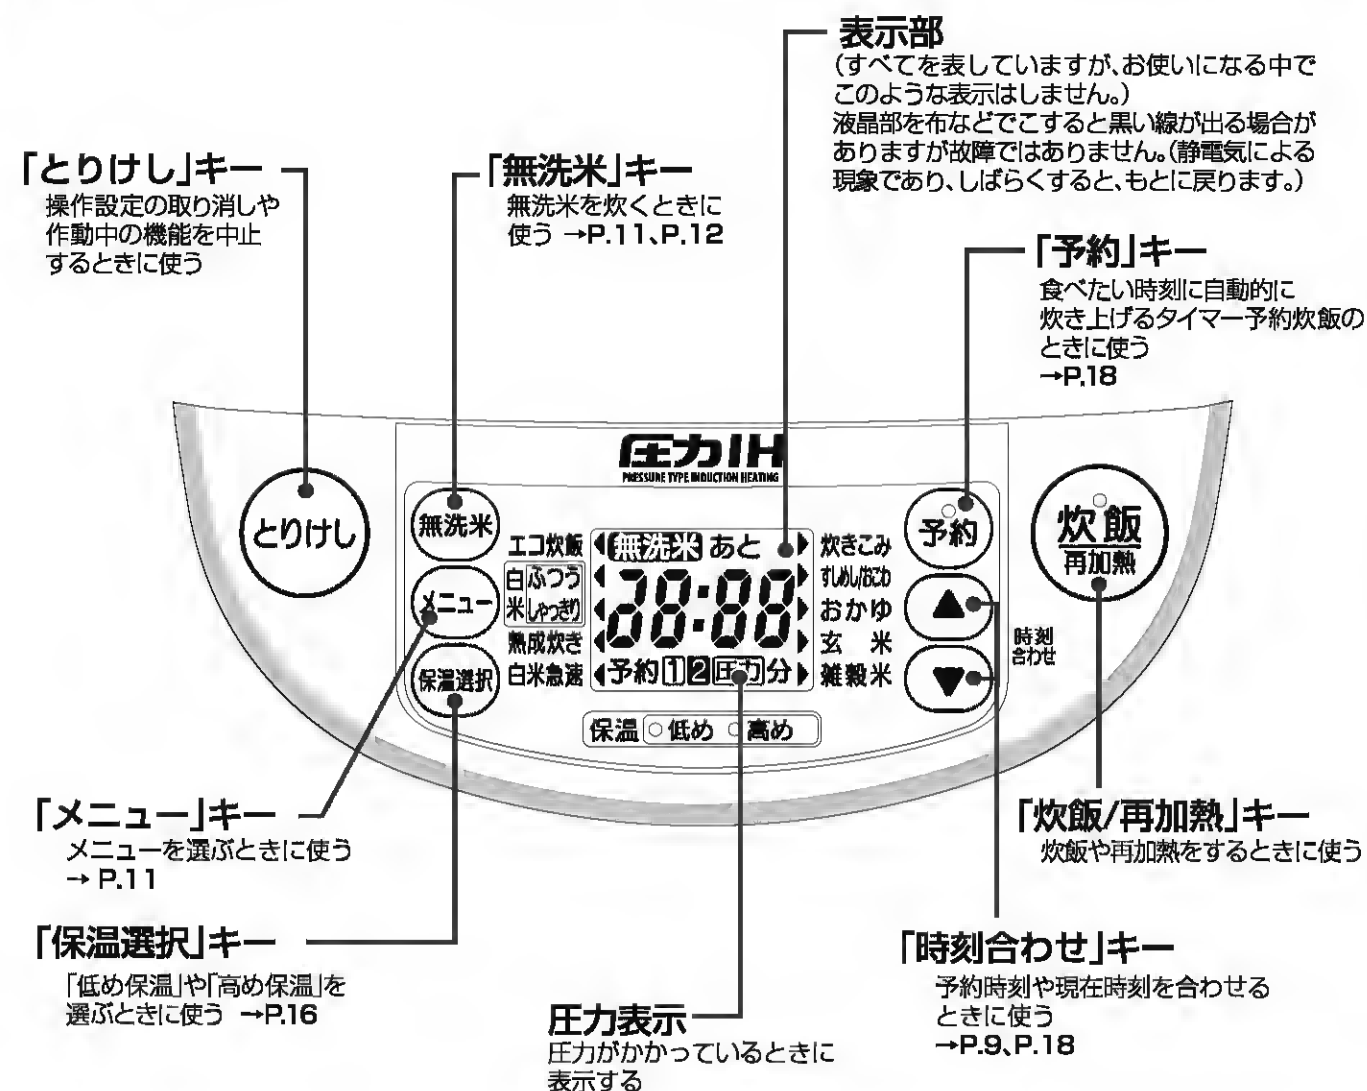 表示部
(すべてを表していますが、お使いになる中で
このような表示はしません。)
液晶部を布などでこすると黒い線が出る場合が
ありますが故障ではありません。(静電気による
現象であり、しばらくすると、もとに戻ります。)
「とりけし」キー
操作設定の取り消しや
作動中の機能を中止
するときに使う
「無洗米」キー
無洗米を炊くときに
使う →P.11、P.12
「予約」キー
食べたい時刻に自動的に
炊き上げるタイマー予約炊飯の
ときに使う
→P.18
圧力IH
PRESSURE TYPE INDUCTION HEATING
とりけし
無洗米
メニュー
保温選択
エコ炊飯
白米 ふつう
しゃっきり
熟成炊き
白米急速
無洗米 あと
28:88
予約 1 2 圧力 分
炊きこみ
すしめし/おこわ
おかゆ
玄 米
雑穀米
保温 低め 高め
予約
▲
▼
時刻
合わせ
炊飯
再加熱
「メニュー」キー
メニューを選ぶときに使う
→ P.11
「炊飯/再加熱」キー
炊飯や再加熱をするときに使う
「保温選択」キー
「低め保温」や「高め保温」を
選ぶときに使う →P.16
「時刻合わせ」キー
予約時刻や現在時刻を合わせる
ときに使う
→P.9、P.18
圧力表示
圧力がかかっているときに
表示する